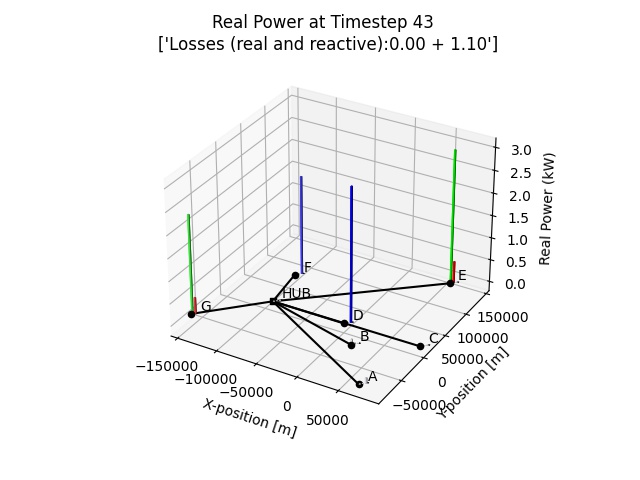 Real Power at Timestep 43
['Losses (real and reactive):0.00 + 1.10']
3.0
2.5
2.0
1.5
1.0
0.5
0.0
Real Power (kW)
F
E
HUB
G
D
B
C
A
−150000
−100000
−50000
0
50000
X-position [m]
−50000
0
50000
100000
150000
Y-position [m]